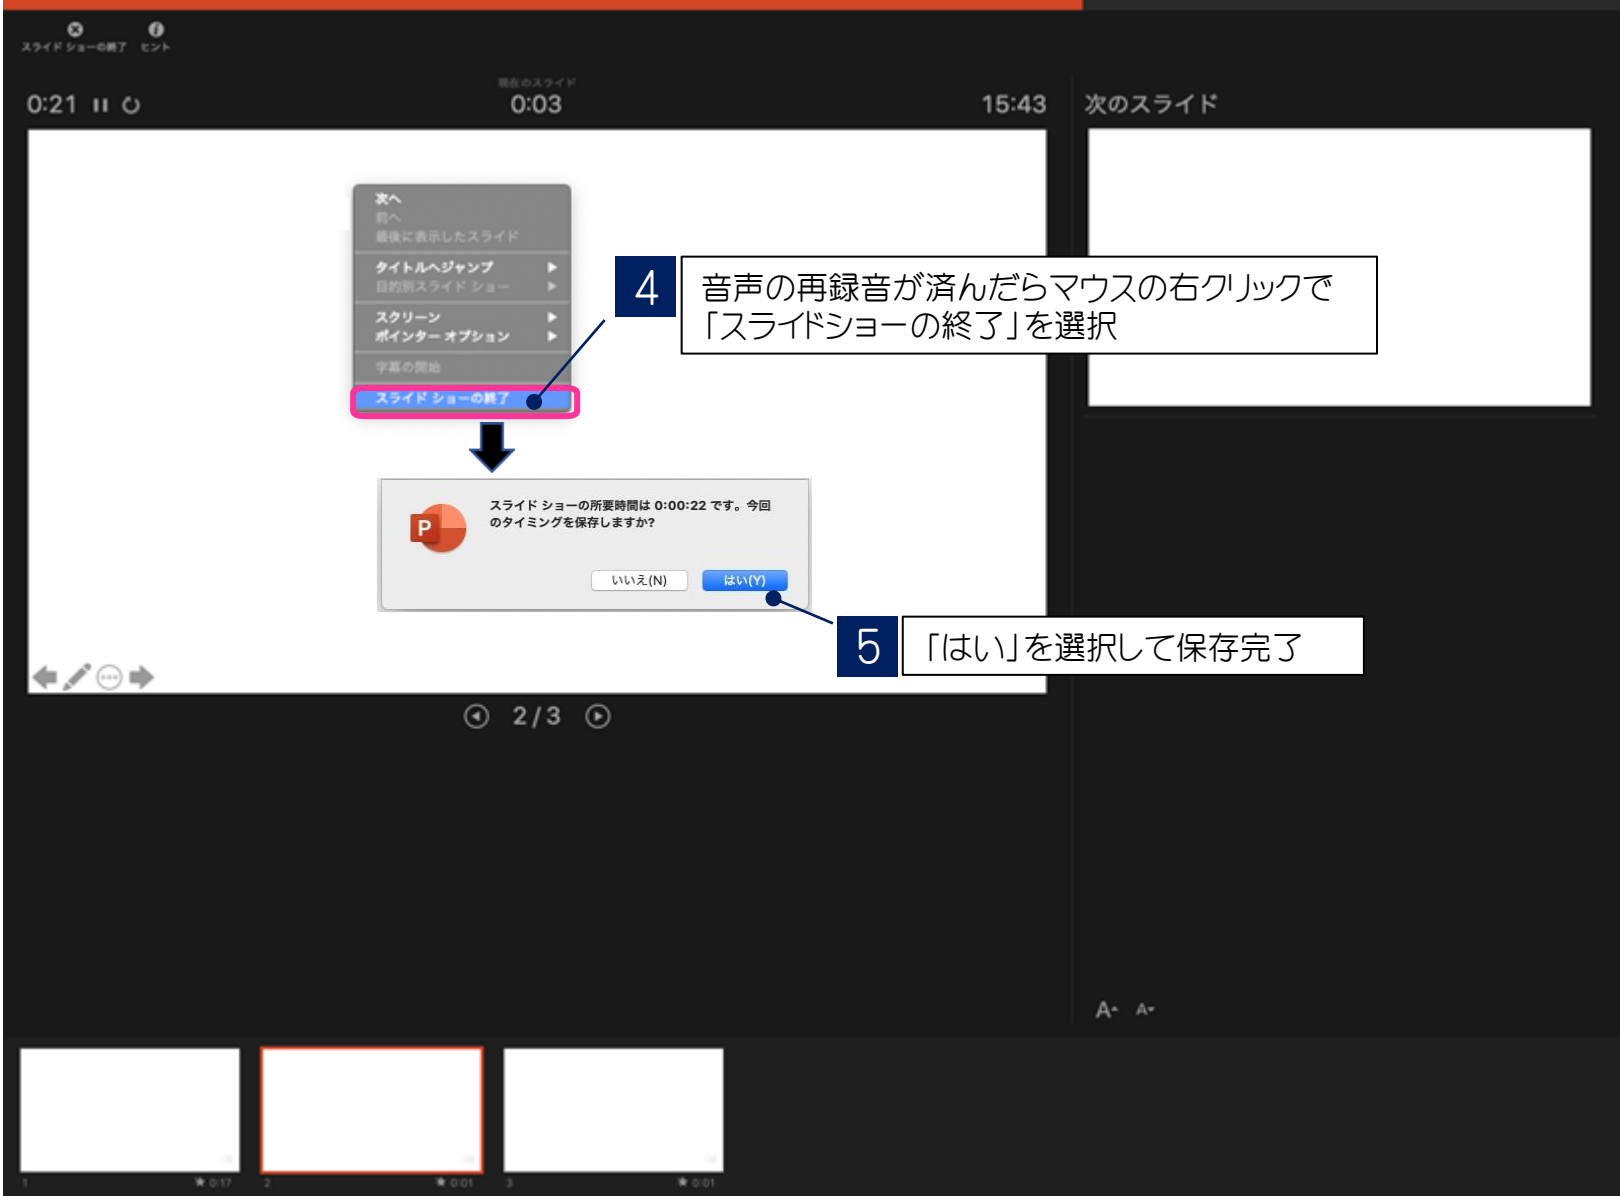 スライド ショーの終了 ヒント
現在のスライド
0:21 0:03 15:43 次のスライド
次へ
前へ
最後に表示したスライド
タイトルへジャンプ
目的別スライド ショー
スクリーン
ポインター オプション
字幕の開始
スライド ショーの終了
4 音声の再録音が済んだらマウスの右クリックで
「スライドショーの終了」を選択
P
スライド ショーの所要時間は 0:00:22 です。今回
のタイミングを保存しますか?
いいえ(N) はい(Y)
5 「はい」を選択して保存完了
2/3
A A
1 0:17 2 0:01 3 0:01